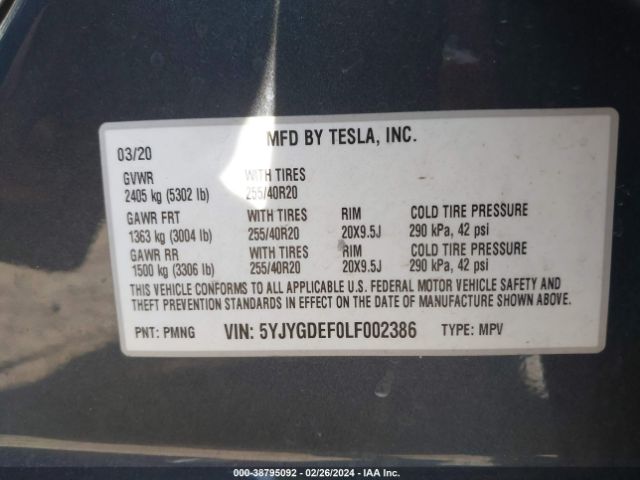 MFD BY TESLA, INC.
03/20
GVWR WITH TIRES
2405 kg (5302 lb) 255/40R20
GAWR FRT WITH TIRES RIM COLD TIRE PRESSURE
1363 kg (3004 lb) 255/40R20 20X9.5J 290 kPa, 42 psi
GAWR RR WITH TIRES RIM COLD TIRE PRESSURE
1500 kg (3306 lb) 255/40R20 20X9.5J 290 kPa, 42 psi
THIS VEHICLE CONFORMS TO ALL APPLICABLE U.S. FEDERAL MOTOR VEHICLE SAFETY AND
THEFT PREVENTION STANDARDS IN EFFECT ON THE DATE OF MANUFACTURE SHOWN ABOVE.
PNT: PMNG VIN: 5YJYGDEF0LF002386 TYPE: MPV
000-38795092 - 02/26/2024 - IAA Inc.